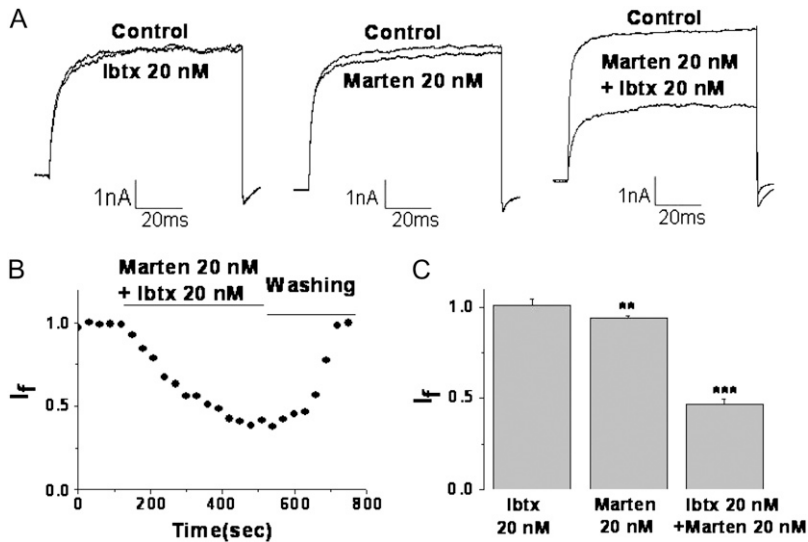 A
Control
Ibtx 20 nM
1nA
20ms
Control
Marten 20 nM
1nA
20ms
Control
Marten 20 nM
+ Ibtx 20 nM
1nA
20ms
B
Marten 20 nM
+ Ibtx 20 nM
Washing
If
1.0
0.5
0.0
0 200 400 600 800
Time(sec)
C
If
1.0
0.5
0.0
**
***
Ibtx
20 nM
Marten
20 nM
Ibtx 20 nM
+Marten 20 nM